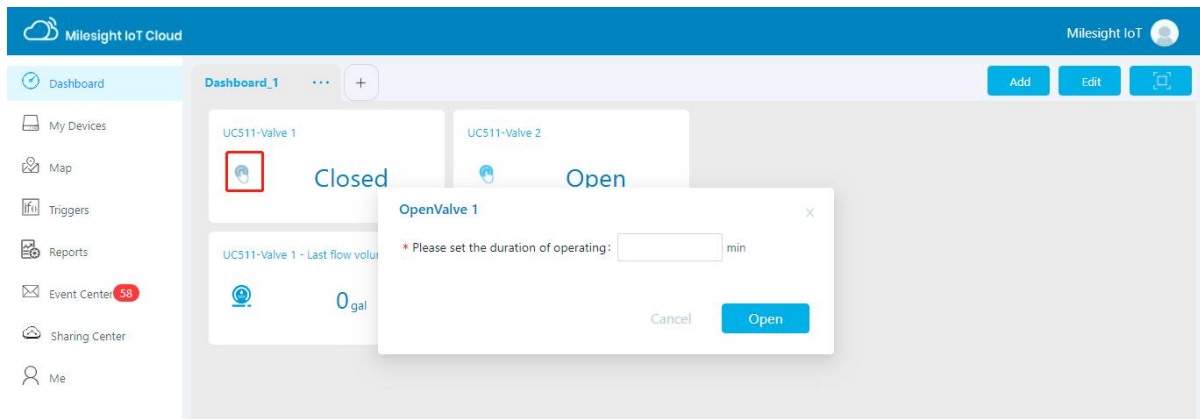 Milesight IoT Cloud
Milesight IoT
Dashboard
My Devices
Map
Triggers
Reports
Event Center 58
Sharing Center
Me
Dashboard_1 ... +
Add
Edit
UC511-Valve 1
Closed
UC511-Valve 2
Open
UC511-Valve 1 - Last flow volu
0 gal
OpenValve 1
x
* Please set the duration of operating: min
Cancel
Open